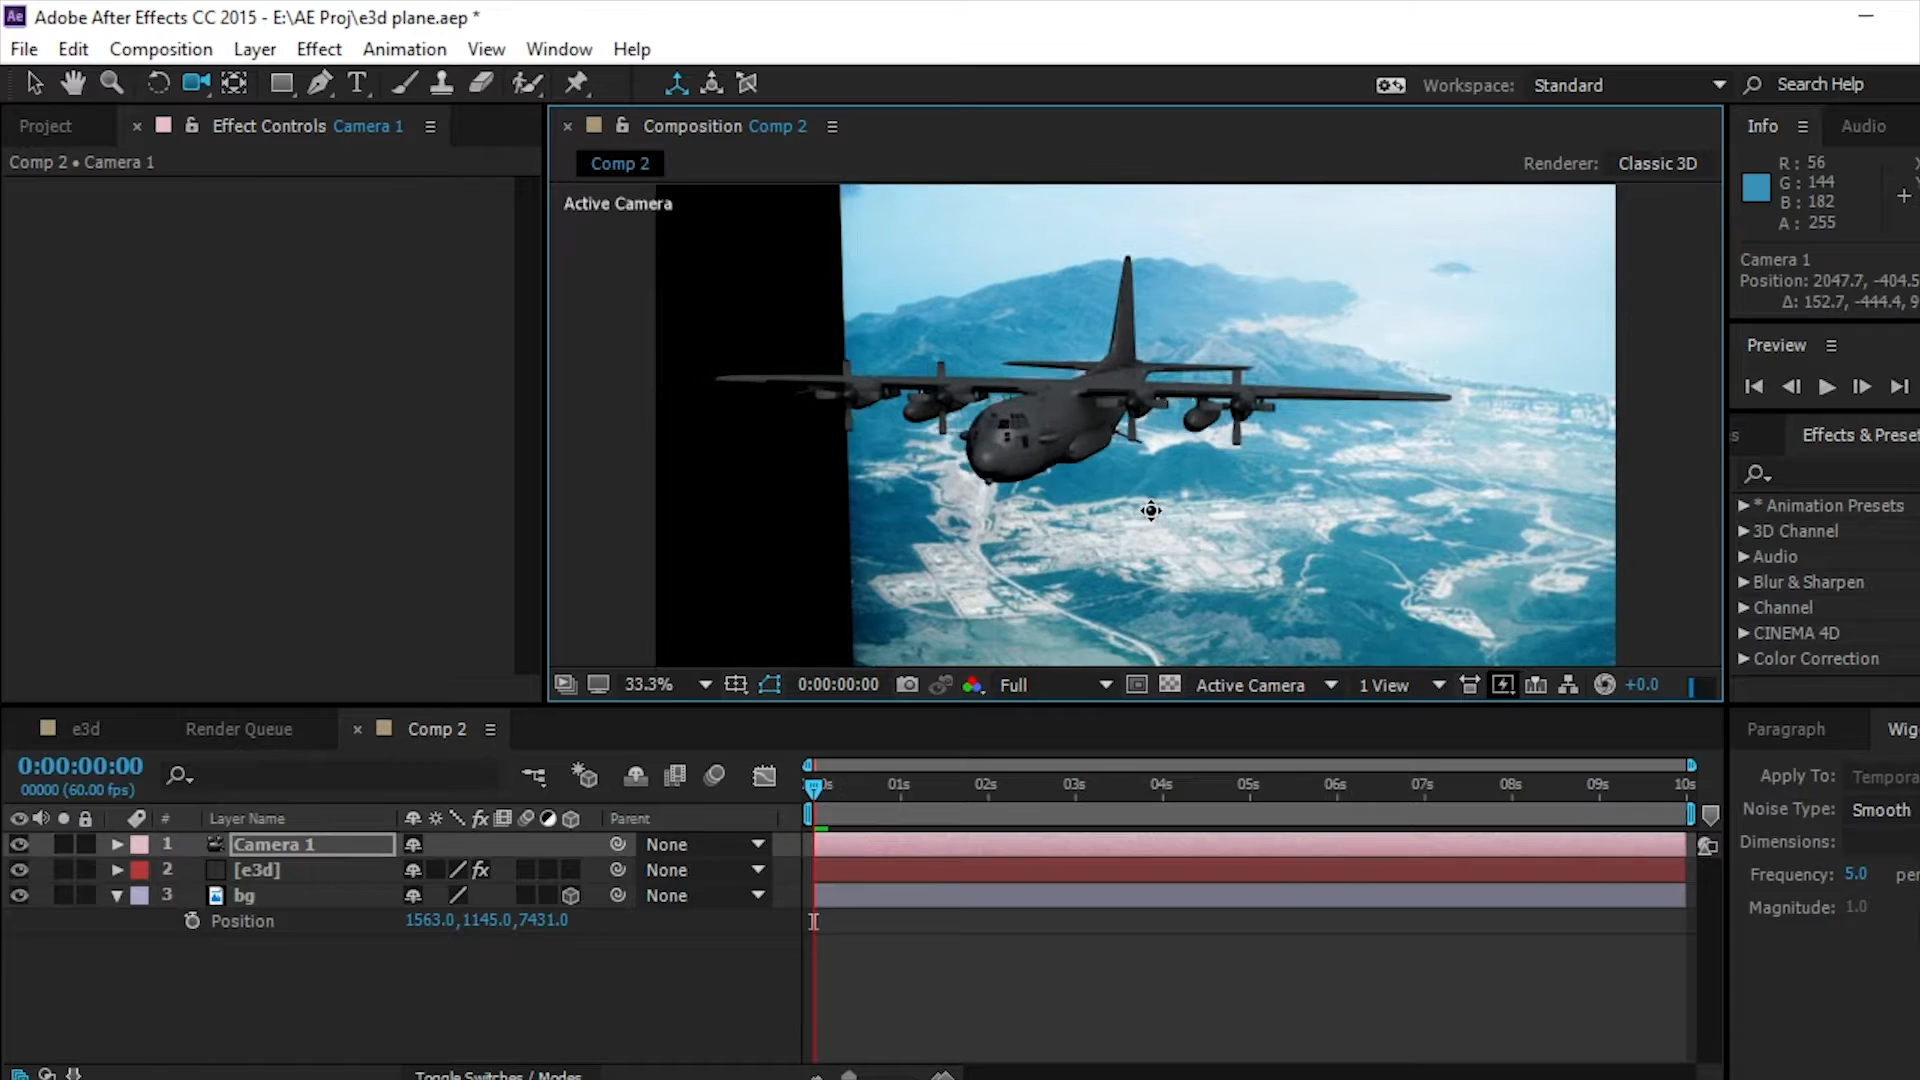 Ae Adobe After Effects CC 2015 - E:\AE Proj\e3d plane.aep *
File Edit Composition Layer Effect Animation View Window Help
T Workspace: Standard Search Help
Project Effect Controls Camera 1
Composition Comp 2
Info Audio
Comp 2 • Camera 1
Comp 2
Renderer: Classic 3D
R: 56
G: 144
B: 182
A: 255
Active Camera
Camera 1
Position: 2047.7, -404.5
Δ: 152.7, -444.4, 9
Preview
Effects & Preset
* Animation Presets
3D Channel
Audio
Blur & Sharpen
Channel
CINEMA 4D
Color Correction
33.3% 0:00:00:00 Full Active Camera 1 View +0.0
e3d Render Queue Comp 2
Paragraph Wig
0:00:00:00
00000 (60.00 fps)
0s 01s 02s 03s 04s 05s 06s 07s 08s 09s 10s
# Layer Name fx Parent
1 Camera 1 None
2 [e3d] fx None
3 bg None
Position 1563.0,1145.0,7431.0
Apply To: Tempora
Noise Type: Smooth
Dimensions:
Frequency: 5.0 per
Magnitude: 1.0
Toggle Switches / Modes